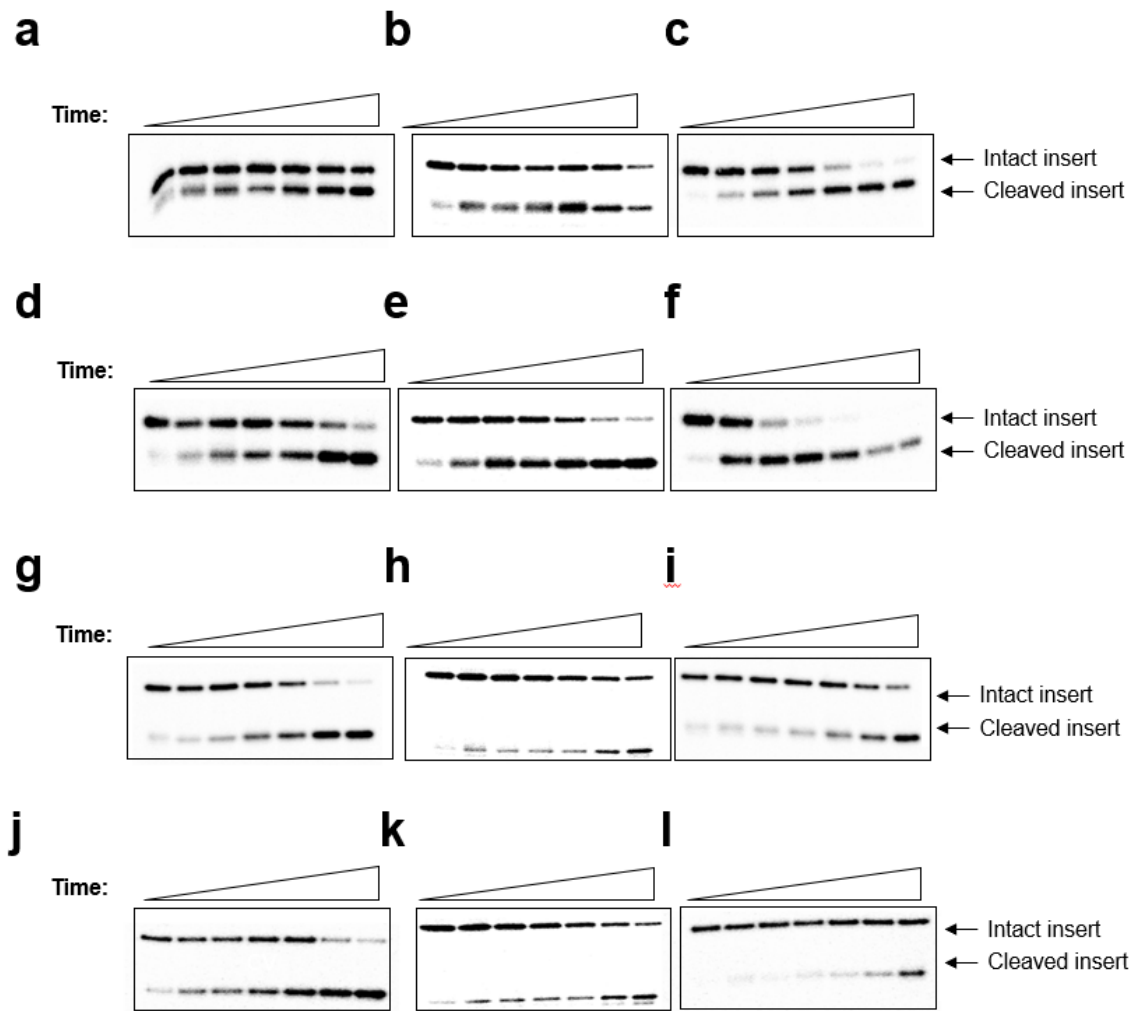 a b c
Time:
Intact insert
Cleaved insert
d e f
Time:
Intact insert
Cleaved insert
g h i
Time:
Intact insert
Cleaved insert
j k l
Time:
Intact insert
Cleaved insert